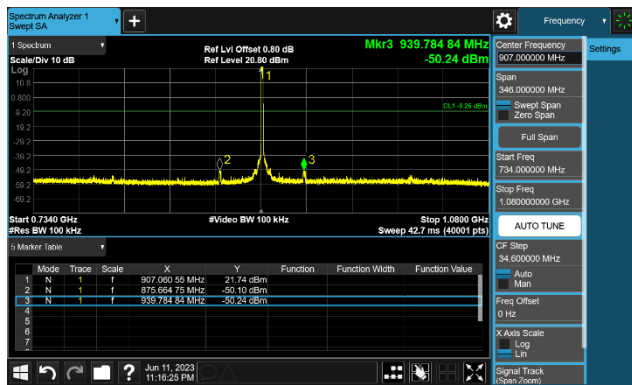 Spectrum Analyzer 1
Swept SA
Frequency
1 Spectrum
Scale/Div 10 dB
Ref Lvl Offset 0.80 dB
Ref Level 20.80 dBm
Mkr3 939.784 84 MHz
-50.24 dBm
Log
10.8
0.800
9.20
19.2
-29.2
-39.2
49.2
59.2
-69.2
1
2
3
DL1 -8.26 dBm
Start 0.7340 GHz
#Res BW 100 kHz
#Video BW 100 kHz
Stop 1.0800 GHz
Sweep 42.7 ms (40001 pts)
5 Marker Table
Mode Trace Scale X Y Function Function Width Function Value
1 N 1 f 907.060 55 MHz 21.74 dBm
2 N 1 f 875.664 75 MHz -50.10 dBm
3 N 1 f 939.784 84 MHz -50.24 dBm
4
5
6
7
Jun 11, 2023
11:16:25 PM
Center Frequency
907.000000 MHz
Settings
Span
346.000000 MHz
Swept Span
Zero Span
Full Span
Start Freq
734.000000 MHz
Stop Freq
1.080000000 GHz
AUTO TUNE
CF Step
34.600000 MHz
Auto
Man
Freq Offset
0 Hz
X Axis Scale
Log
Lin
Signal Track
(Span Zoom)